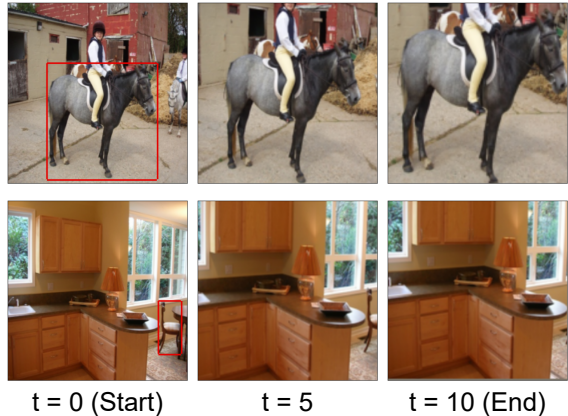 t = 0 (Start)
t = 5
t = 10 (End)